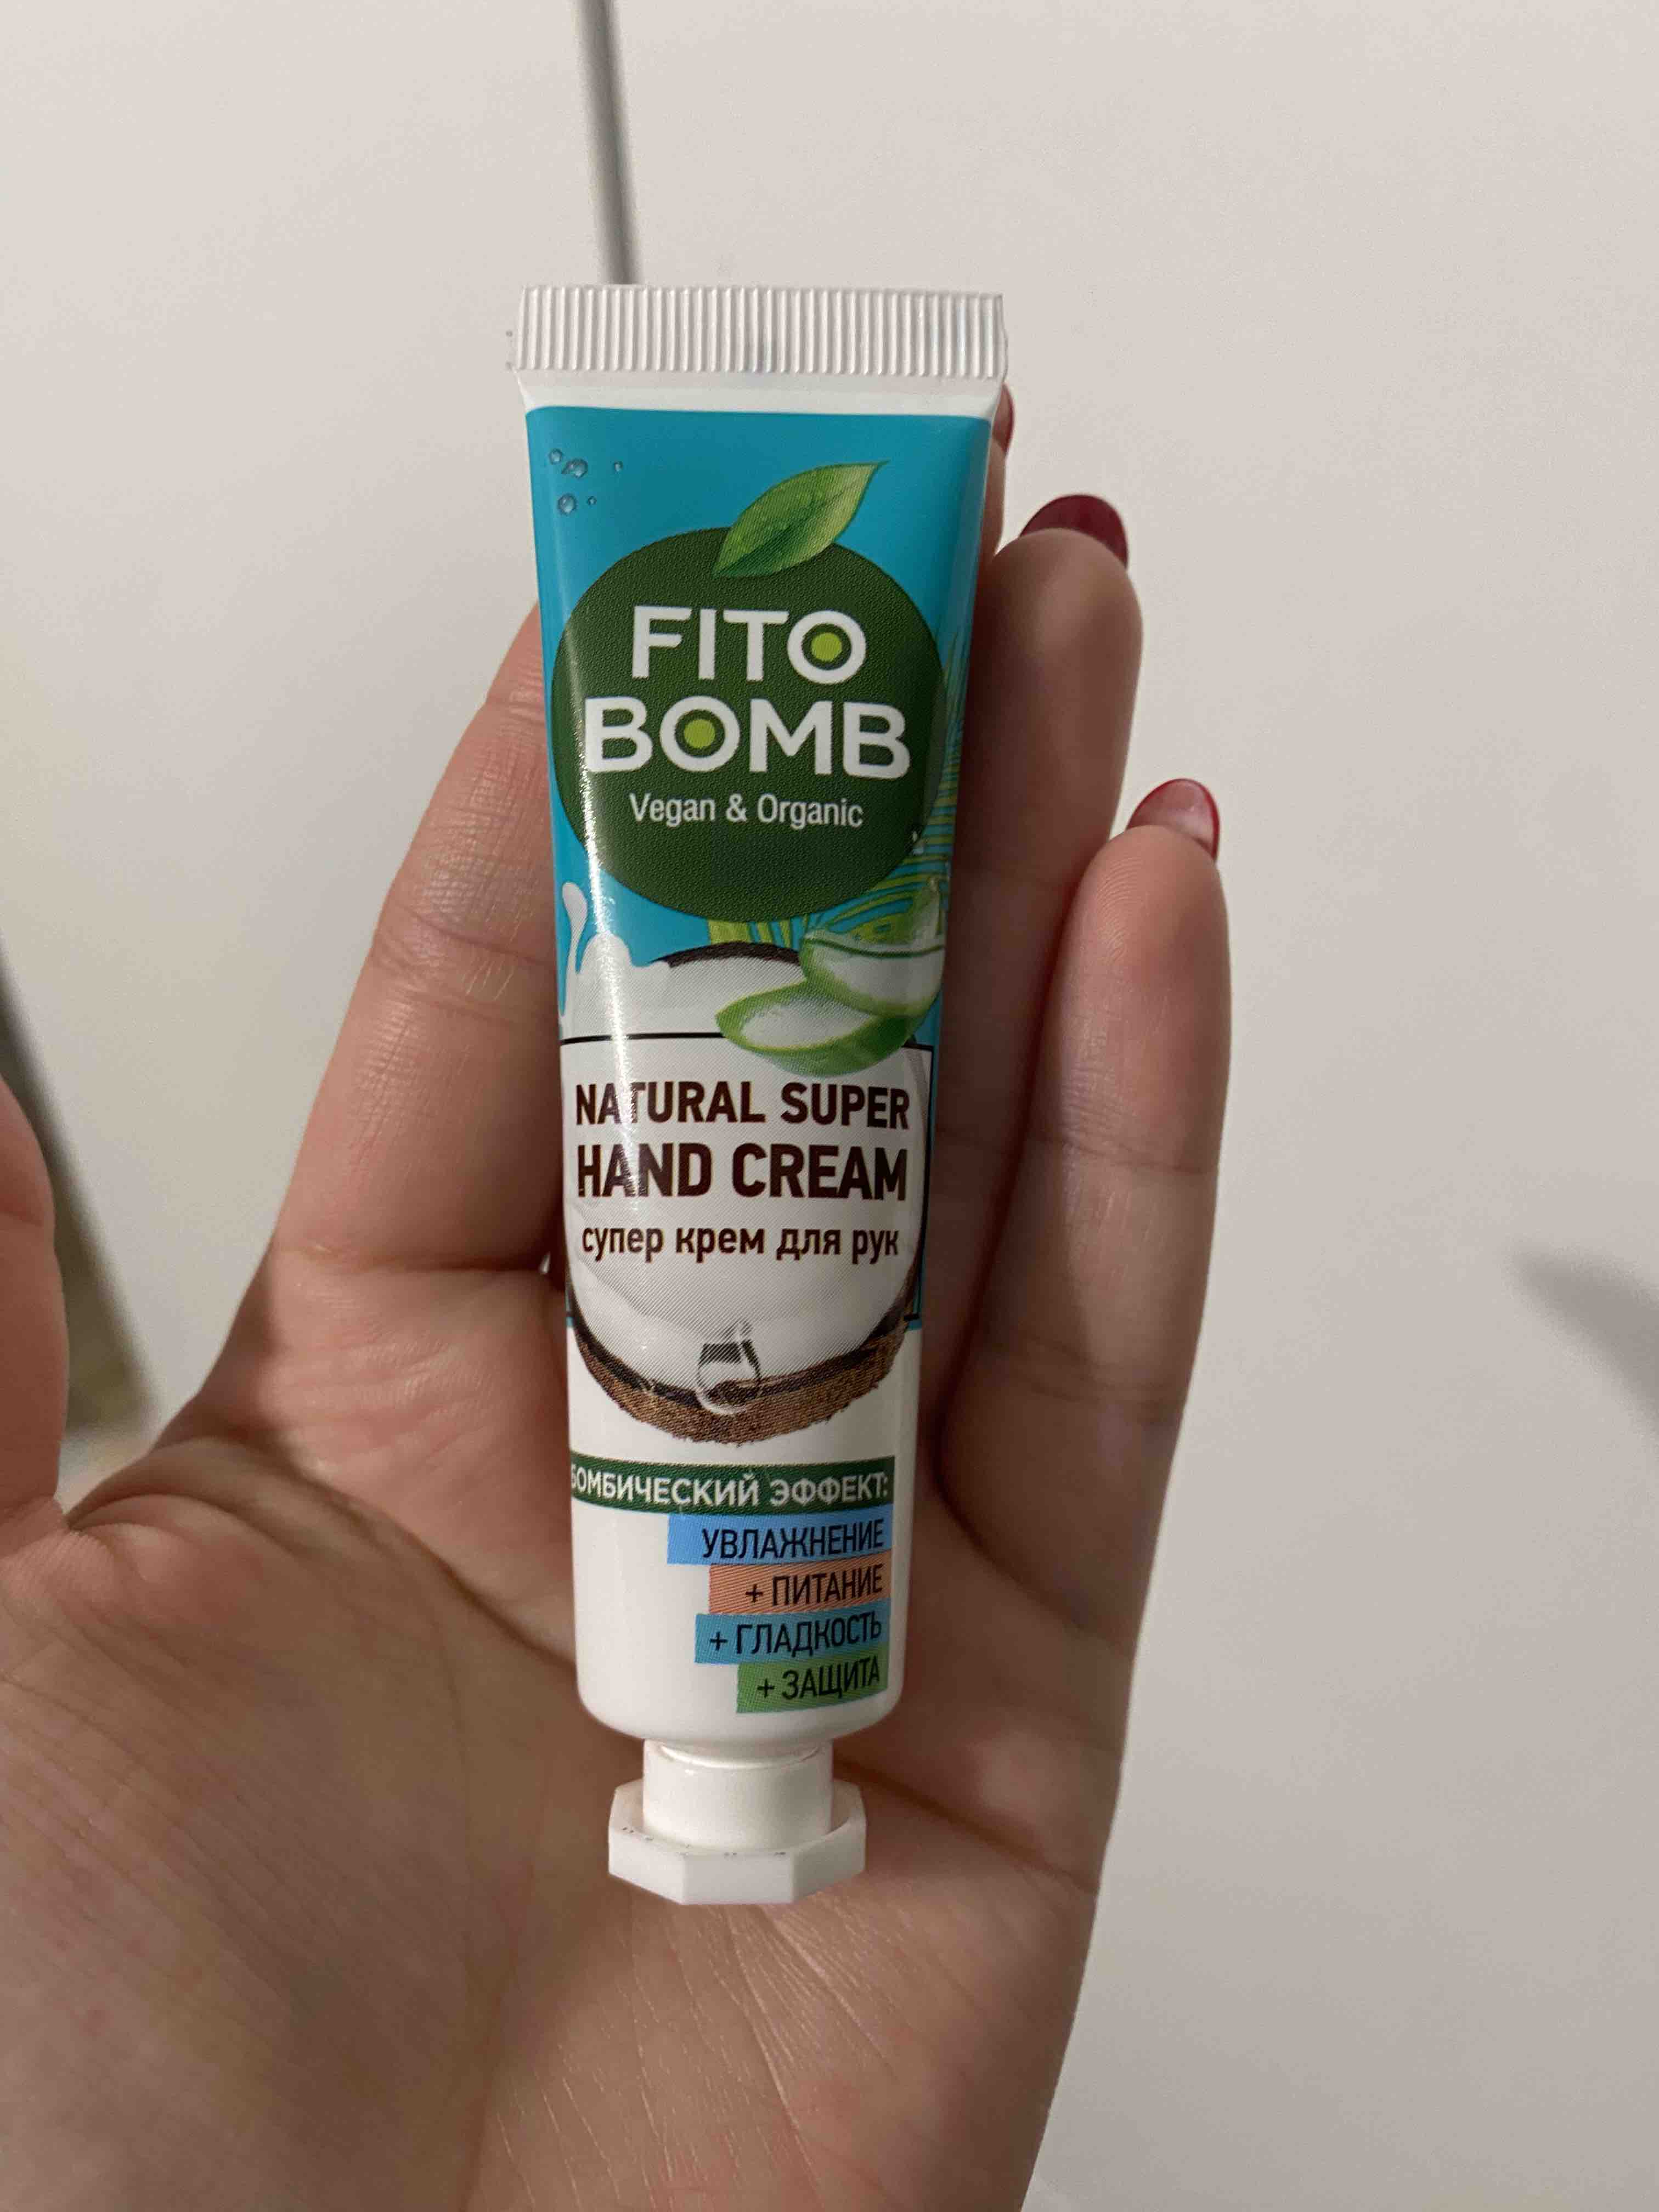 FITO
BOMB
Vegan & Organic
NATURAL SUPER
HAND CREAM
супер крем для рук
БОМБИЧЕСКИЙ ЭФФЕКТ:
УВЛАЖНЕНИЕ
+ ПИТАНИЕ
+ ГЛАДКОСТЬ
+ ЗАЩИТА